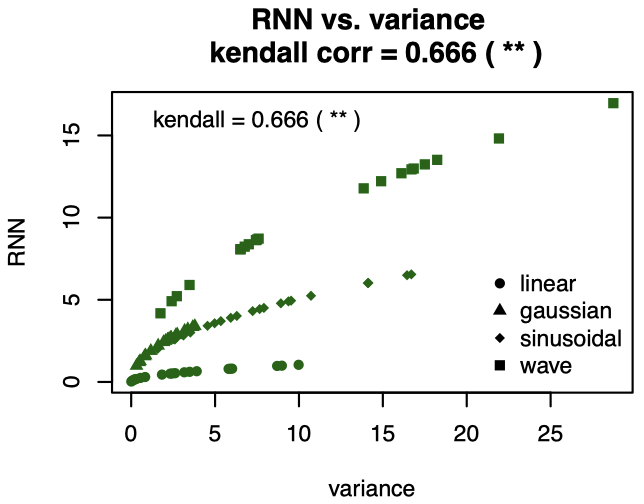 RNN vs. variance
kendall corr = 0.666 ( ** )
kendall = 0.666 ( ** )
15
10
5
0
RNN
linear
gaussian
sinusoidal
wave
0 5 10 15 20 25
variance